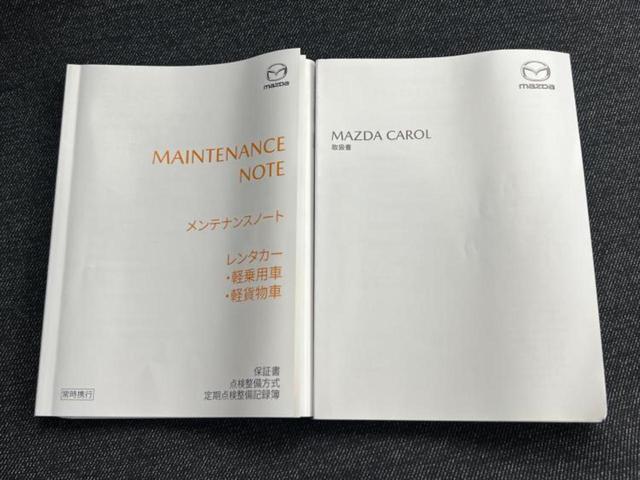 mazda
MAINTENANCE
NOTE
メンテナンスノート
レンタカー
・軽乗用車
・軽貨物車
保証書
点検整備方式
定期点検整備記録簿
常時携行
mazda
MAZDA CAROL
取扱書